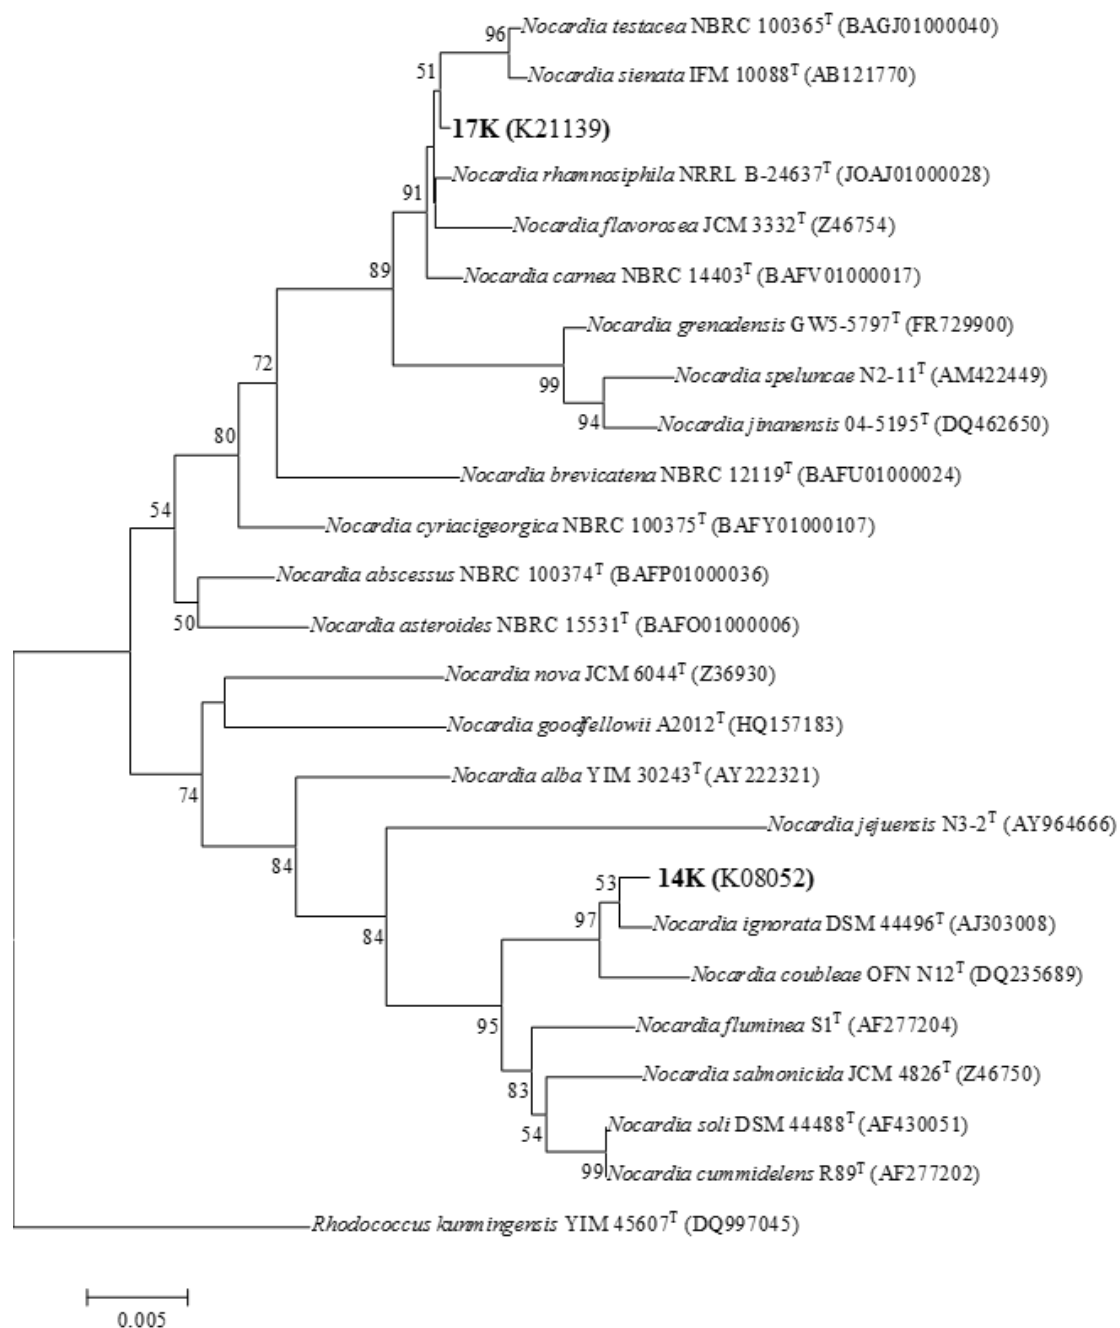 96 Nocardia testacea NBRC 100365ᵀ (BAGJ01000040)
Nocardia sienata IFM 10088ᵀ (AB121770)
51
17K (K21139)
Nocardia rhamnosiphila NRRL B-24637ᵀ (JOAJ01000028)
91
Nocardia flavorosea JCM 3332ᵀ (Z46754)
89
Nocardia carnea NBRC 14403ᵀ (BAFV01000017)
Nocardia grenadensis GW5-5797ᵀ (FR729900)
72
99
Nocardia speluncae N2-11ᵀ (AM422449)
94
Nocardia jinanensis 04-5195ᵀ (DQ462650)
80
Nocardia brevicatena NBRC 12119ᵀ (BAFU01000024)
54
Nocardia cyriacigeorgica NBRC 100375ᵀ (BAFY01000107)
Nocardia abscessus NBRC 100374ᵀ (BAFP01000036)
50
Nocardia asteroides NBRC 15531ᵀ (BAFO01000006)
Nocardia nova JCM 6044ᵀ (Z36930)
Nocardia goodfellowii A2012ᵀ (HQ157183)
74
Nocardia alba YIM 30243ᵀ (AY222321)
Nocardia jejuensis N3-2ᵀ (AY964666)
84
53
14K (K08052)
97
Nocardia ignorata DSM 44496ᵀ (AJ303008)
84
Nocardia coubleae OFN N12ᵀ (DQ235689)
95
Nocardia fluminea S1ᵀ (AF277204)
Nocardia salmonicida JCM 4826ᵀ (Z46750)
83
Nocardia soli DSM 44488ᵀ (AF430051)
54
99 Nocardia cummidelens R89ᵀ (AF277202)
Rhodococcus kunmingensis YIM 45607ᵀ (DQ997045)
0.005